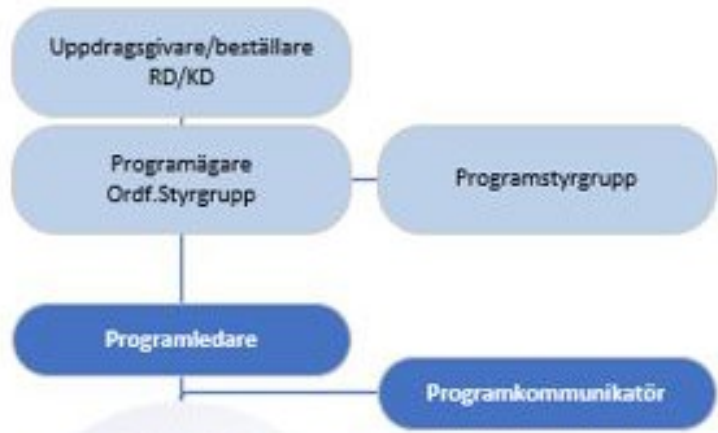 Uppdragsgivare/beställare
RD/KD
Programägare
Ordf.Styrgrupp
Programstyrgrupp
Programledare
Programkommunikatör